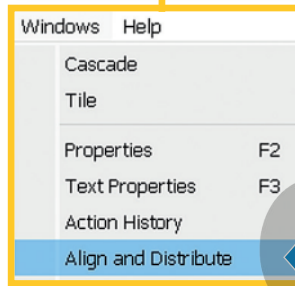 Windows Help
Cascade
Tile
Properties F2
Text Properties F3
Action History
Align and Distribute